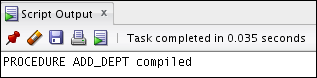 Script Output
Task completed in 0.035 seconds
PROCEDURE ADD_DEPT compiled